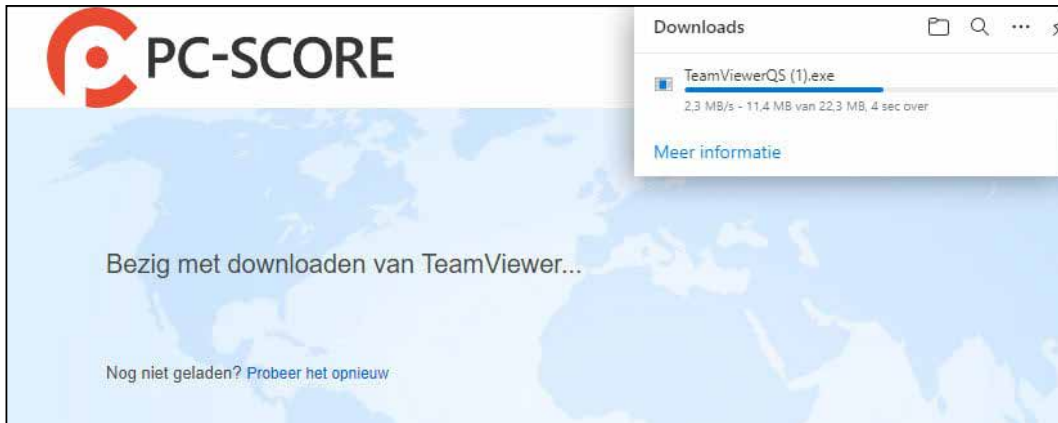 PC-SCORE
Downloads
TeamViewerQS (1).exe
2,3 MB/s - 11,4 MB van 22,3 MB, 4 sec over
Meer informatie
Bezig met downloaden van TeamViewer...
Nog niet geladen? Probeer het opnieuw